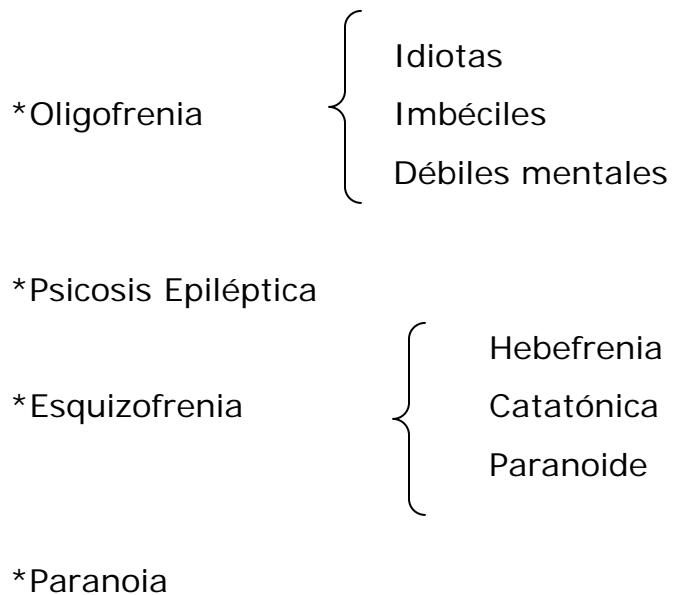 Idiotas
*Oligofrenia
Imbéciles
Débiles mentales
*Psicosis Epiléptica
Hebefrenia
*Esquizofrenia
Catatónica
Paranoide
*Paranoia